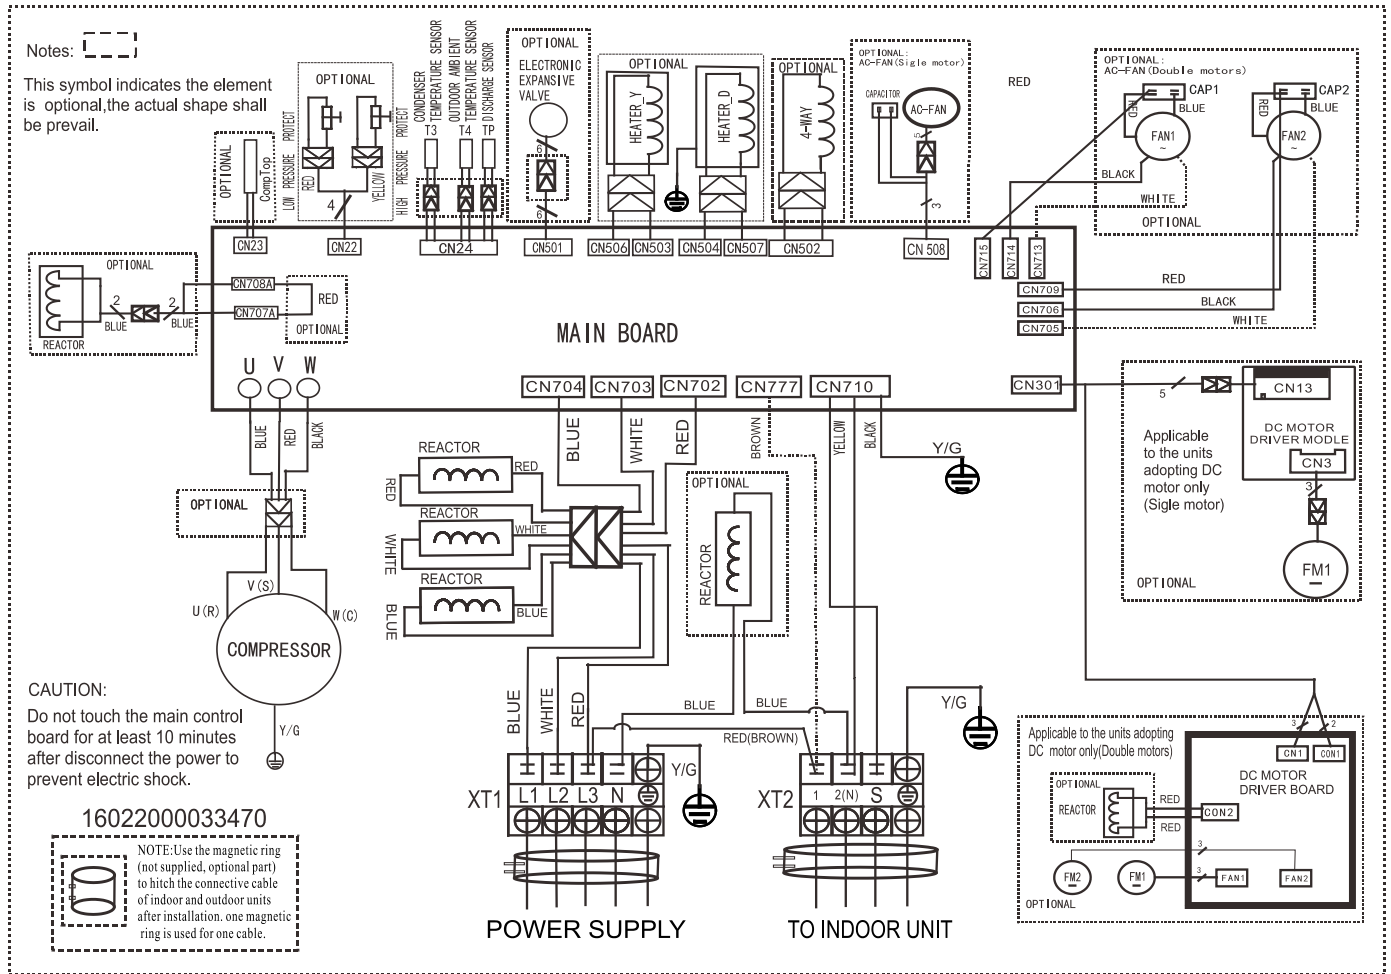 Notes:
This symbol indicates the element
is optional,the actual shape shall
be prevail.
OPTIONAL
CompTop
CN23
OPTIONAL
LOW PRESSURE PROTECT
RED
YELLOW
HIGH PRESSURE PROTECT
4
CN22
CONDENSER
TEMPERATURE SENSOR
OUTDOOR AMBIENT
TEMPERATURE SENSOR
DISCHARGE SENSOR
T3
T4
TP
CN24
OPTIONAL
ELECTRONIC
EXPANSIVE
VALVE
6
6
CN501
OPTIONAL
HEATER_Y
HEATER_D
CN506
CN503
CN504
CN507
OPTIONAL
4-WAY
CN502
OPTIONAL:
AC-FAN(Sigle motor)
CAPACITOR
AC-FAN
5
3
CN 508
RED
OPTIONAL:
AC-FAN(Double motors)
CAP1
RED
BLUE
FAN1
~
CAP2
RED
BLUE
FAN2
~
BLACK
WHITE
OPTIONAL
CN715
CN714
CN713
CN709
RED
CN706
BLACK
CN705
WHITE
OPTIONAL
REACTOR
2
BLUE
2
BLUE
CN708A
CN707A
RED
OPTIONAL
MAIN BOARD
U V W
CN704
CN703
CN702
CN777
CN710
CN301
BLUE
RED
BLACK
OPTIONAL
U(R)
V(S)
W(C)
COMPRESSOR
Y/G
REACTOR
RED
RED
REACTOR
WHITE
WHITE
REACTOR
BLUE
BLUE
BLUE
WHITE
RED
BROWN
YELLOW
BLACK
Y/G
OPTIONAL
REACTOR
BLUE
WHITE
RED
BLUE
BLUE
RED(BROWN)
Y/G
Y/G
XT1
L1 L2 L3 N
XT2
1 2(N) S
POWER SUPPLY
TO INDOOR UNIT
5
CN13
DC MOTOR
DRIVER MODLE
CN3
3
FM1
Applicable
to the units
adopting DC
motor only
(Sigle motor)
OPTIONAL
Applicable to the units adopting
DC motor only(Double motors)
3
2
CN1
CON1
DC MOTOR
DRIVER BOARD
OPTIONAL
REACTOR
RED
RED
CON2
3
FM2
FM1
3
FAN1
FAN2
OPTIONAL
CAUTION:
Do not touch the main control
board for at least 10 minutes
after disconnect the power to
prevent electric shock.
16022000033470
NOTE:Use the magnetic ring
(not supplied, optional part)
to hitch the connective cable
of indoor and outdoor units
after installation. one magnetic
ring is used for one cable.